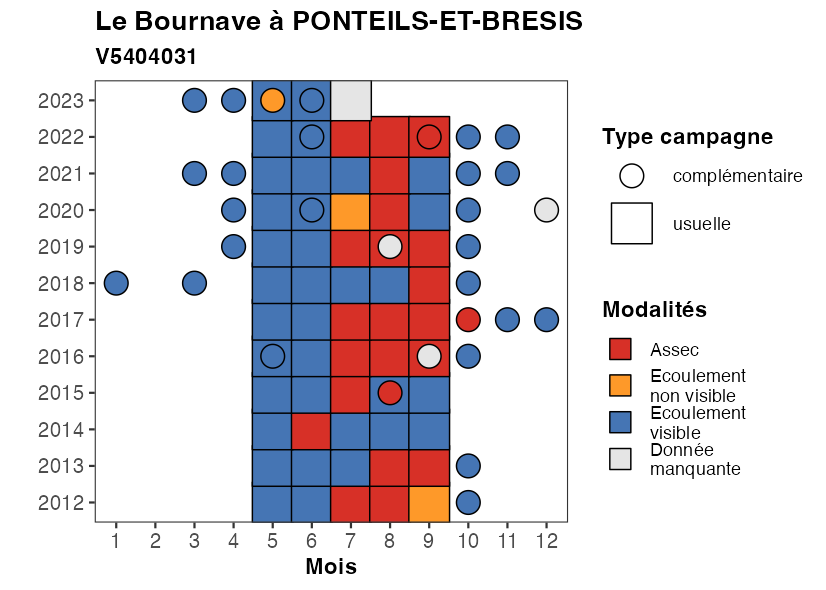 Le Bournave à PONTEILS-ET-BRESIS
V5404031
2023
2022
2021
2020
2019
2018
2017
2016
2015
2014
2013
2012
1 2 3 4 5 6 7 8 9 10 11 12
Mois
Type campagne
complémentaire
usuelle
Modalités
Assec
Ecoulement
non visible
Ecoulement
visible
Donnée
manquante